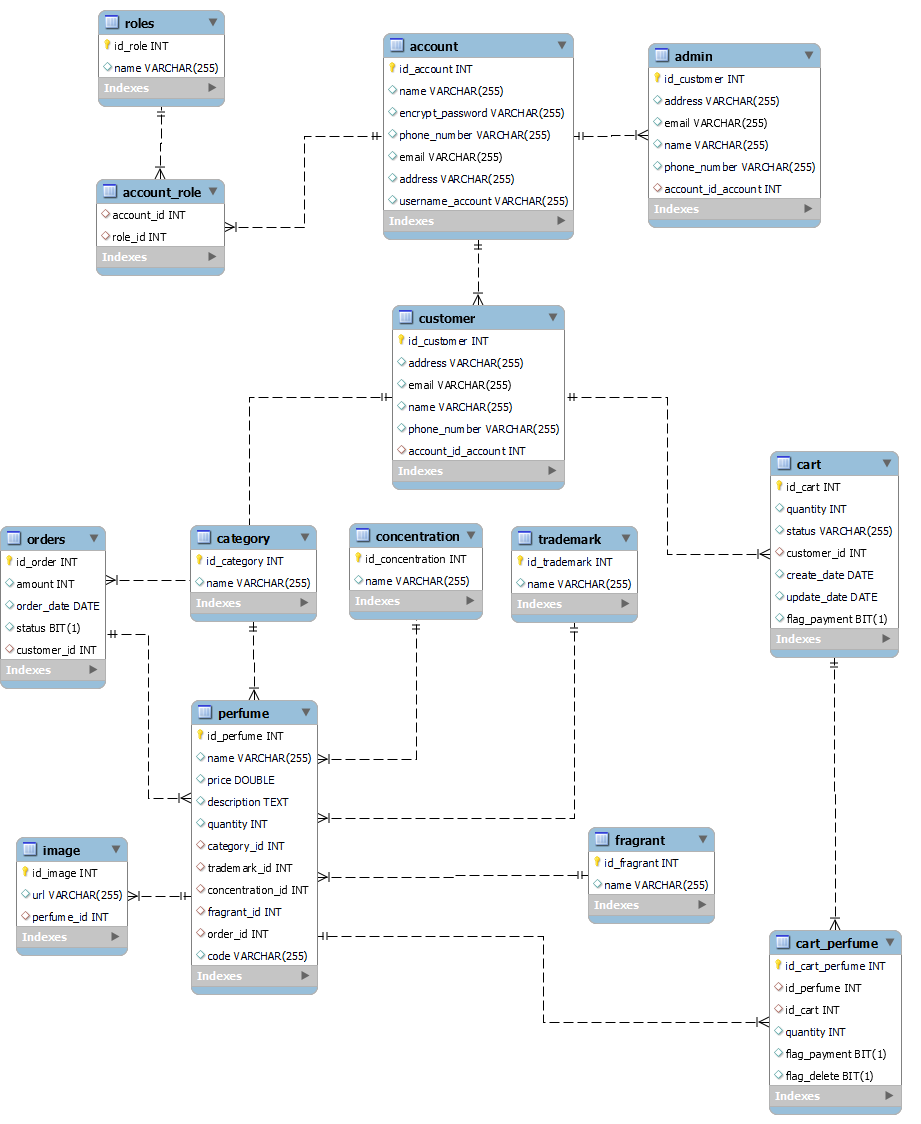 roles
id_role INT
name VARCHAR(255)
Indexes
account
id_account INT
name VARCHAR(255)
encrypt_password VARCHAR(255)
phone_number VARCHAR(255)
email VARCHAR(255)
address VARCHAR(255)
username_account VARCHAR(255)
Indexes
admin
id_customer INT
address VARCHAR(255)
email VARCHAR(255)
name VARCHAR(255)
phone_number VARCHAR(255)
account_id_account INT
Indexes
account_role
account_id INT
role_id INT
Indexes
customer
id_customer INT
address VARCHAR(255)
email VARCHAR(255)
name VARCHAR(255)
phone_number VARCHAR(255)
account_id_account INT
Indexes
cart
id_cart INT
quantity INT
status VARCHAR(255)
customer_id INT
create_date DATE
update_date DATE
flag_payment BIT(1)
Indexes
orders
id_order INT
amount INT
order_date DATE
status BIT(1)
customer_id INT
Indexes
category
id_category INT
name VARCHAR(255)
Indexes
concentration
id_concentration INT
name VARCHAR(255)
Indexes
trademark
id_trademark INT
name VARCHAR(255)
Indexes
perfume
id_perfume INT
name VARCHAR(255)
price DOUBLE
description TEXT
quantity INT
category_id INT
trademark_id INT
concentration_id INT
fragrant_id INT
order_id INT
code VARCHAR(255)
Indexes
image
id_image INT
url VARCHAR(255)
perfume_id INT
Indexes
fragrant
id_fragrant INT
name VARCHAR(255)
Indexes
cart_perfume
id_cart_perfume INT
id_perfume INT
id_cart INT
quantity INT
flag_payment BIT(1)
flag_delete BIT(1)
Indexes